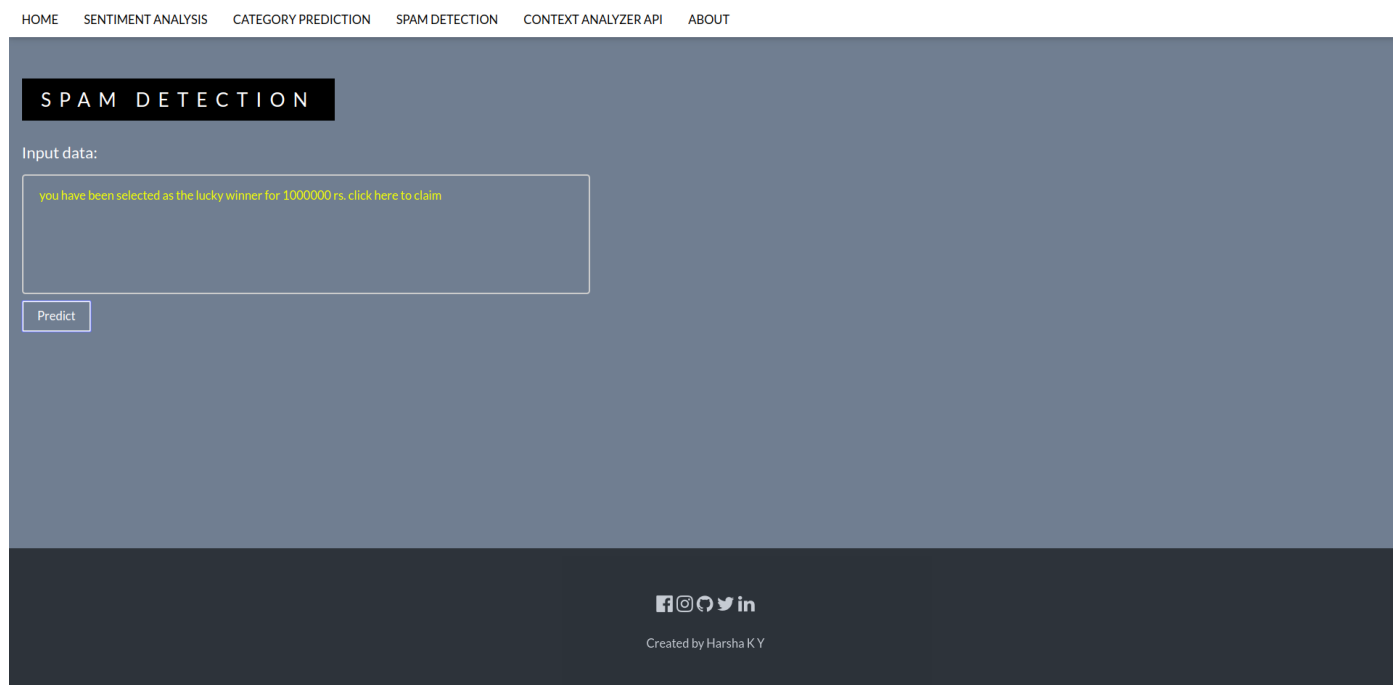 HOME SENTIMENT ANALYSIS CATEGORY PREDICTION SPAM DETECTION CONTEXT ANALYZER API ABOUT
SPAM DETECTION
Input data:
you have been selected as the lucky winner for 1000000 rs. click here to claim
Predict
Created by Harsha K Y